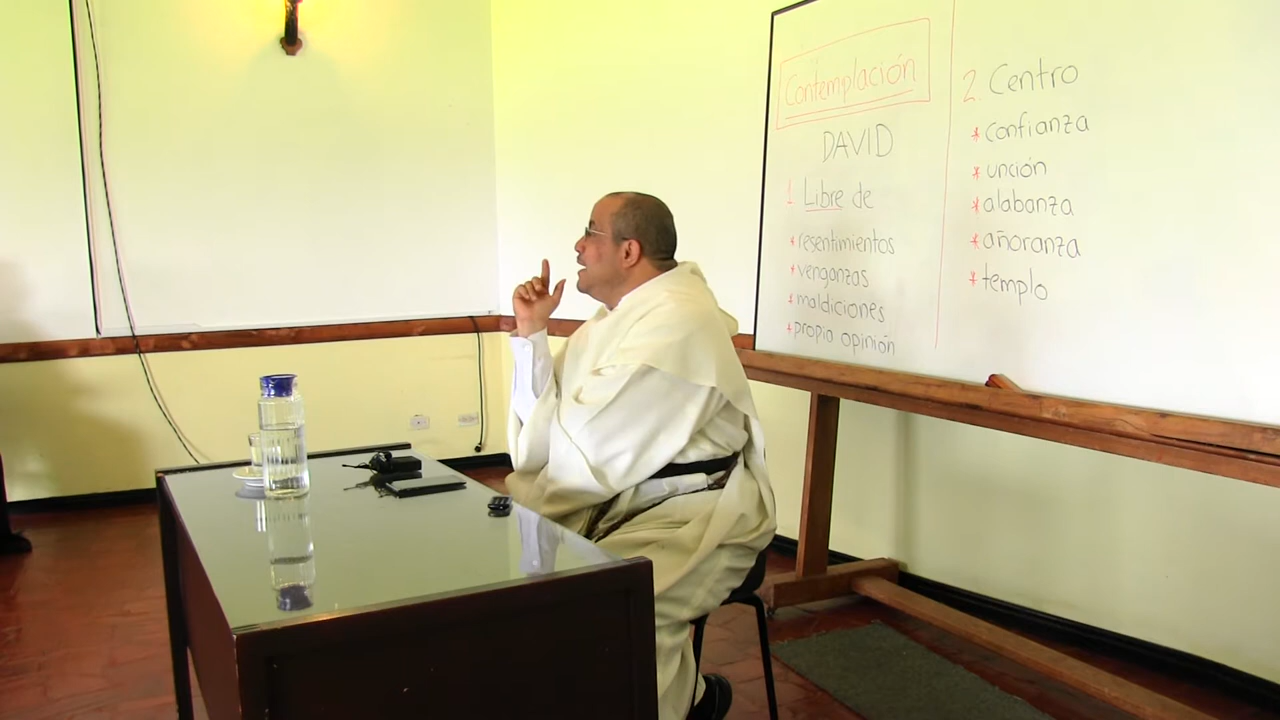 Contemplación
DAVID
1. Libre de
* resentimientos
* venganzas
* maldiciones
* propia opinión
2. Centro
* confianza
* unción
* alabanza
* añoranza
* templo